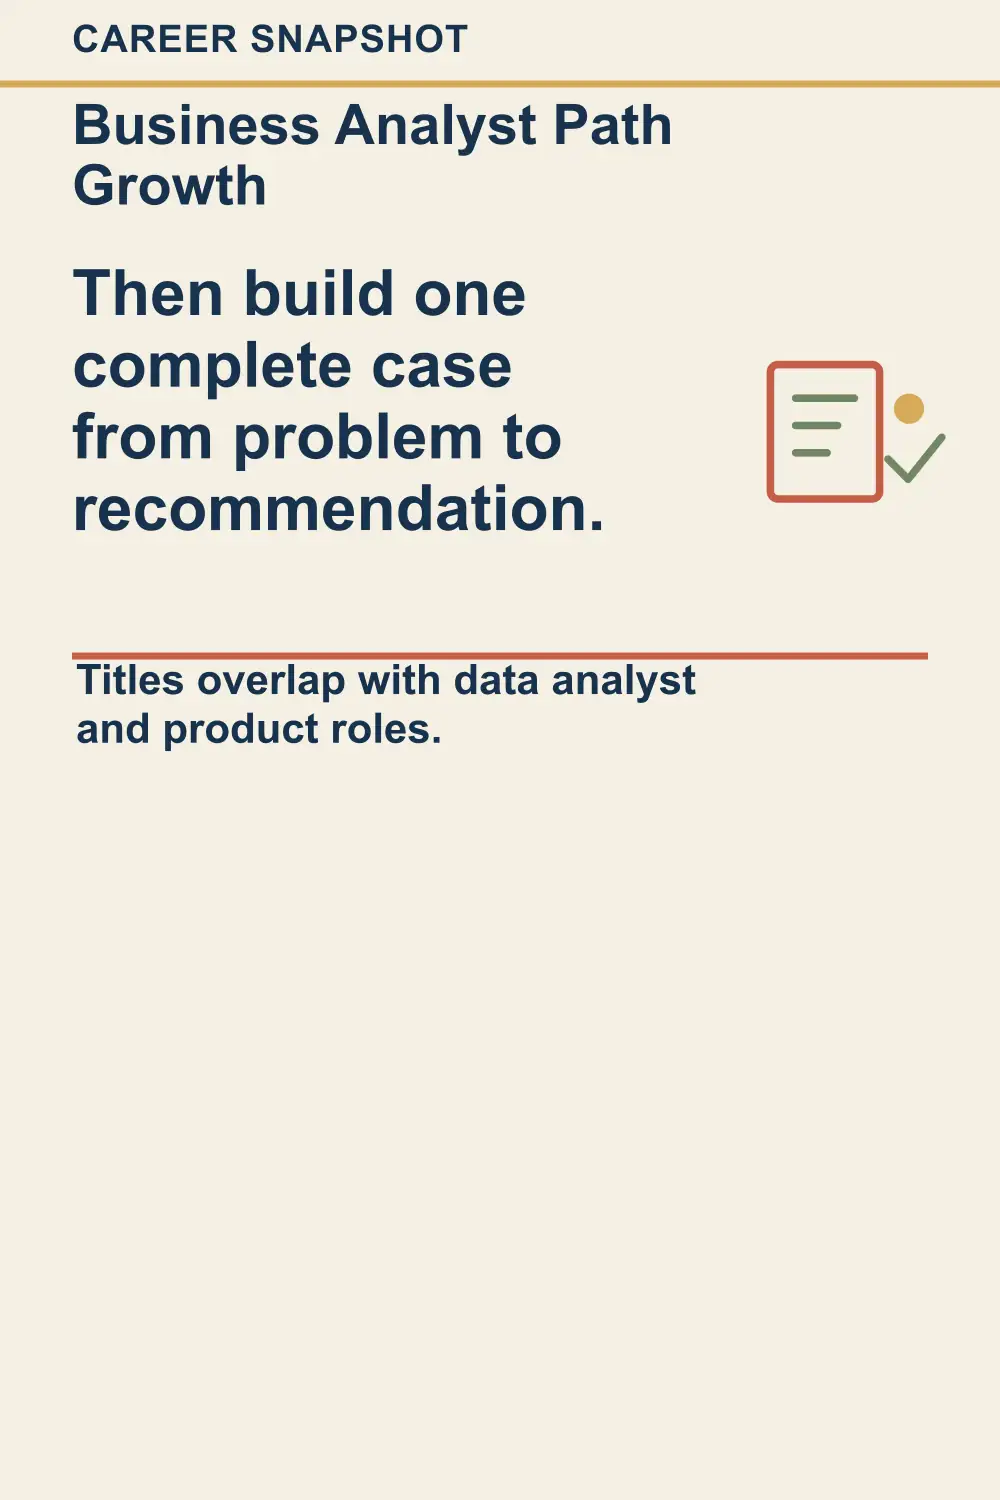 CAREER SNAPSHOT
Business Analyst Path
Growth
Then build one
complete case
from problem to
recommendation.
Titles overlap with data analyst
and product roles.